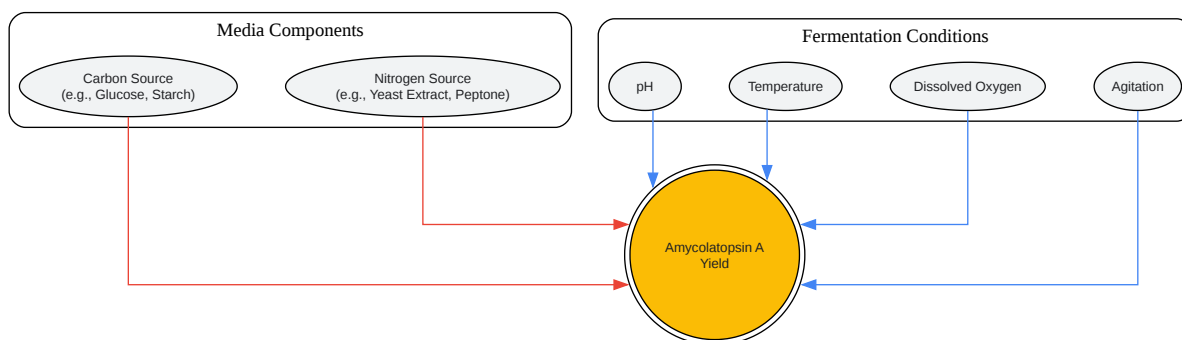 Media Components
Carbon Source
(e.g., Glucose, Starch)
Nitrogen Source
(e.g., Yeast Extract, Peptone)
Fermentation Conditions
pH
Temperature
Dissolved Oxygen
Agitation
Amycolatopsin A
Yield